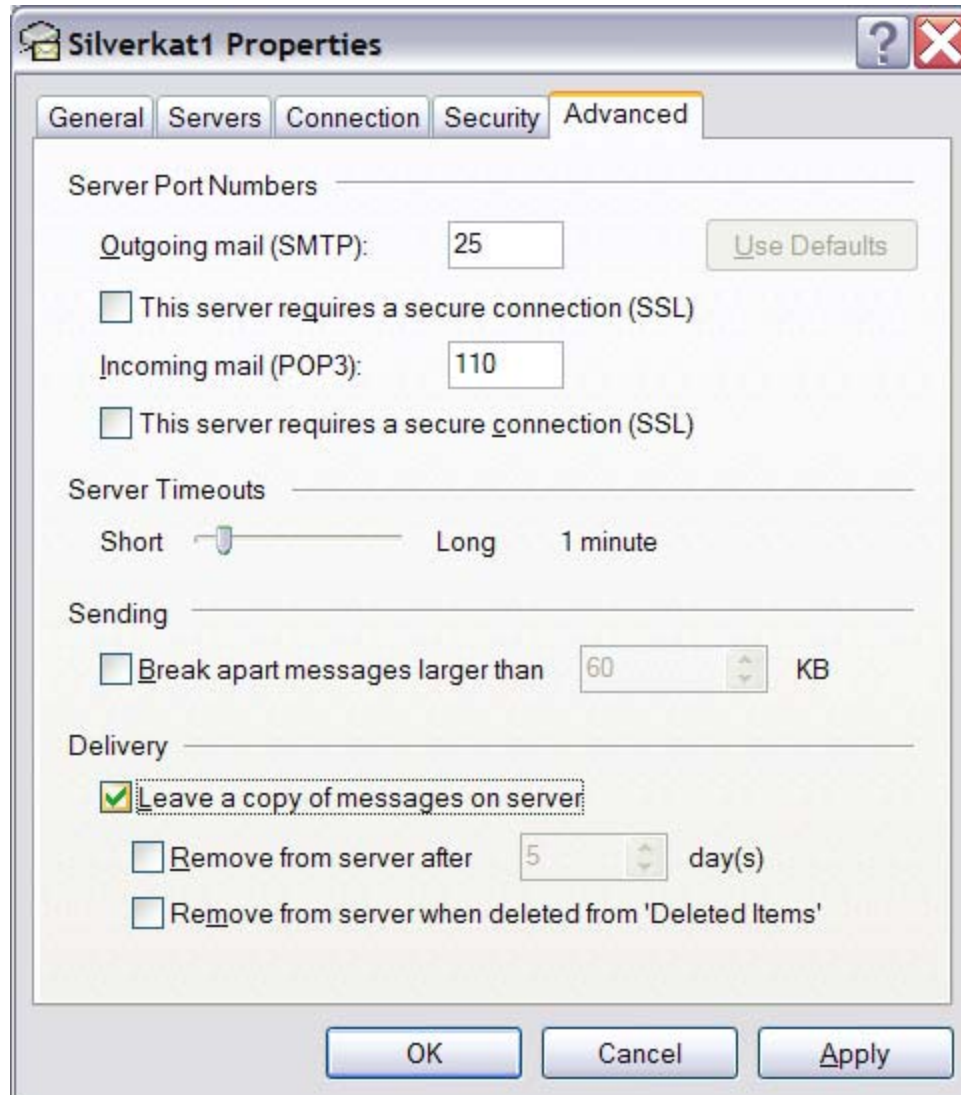 Silverkat1 Properties
General Servers Connection Security Advanced
Server Port Numbers
Outgoing mail (SMTP): 25 Use Defaults
This server requires a secure connection (SSL)
Incoming mail (POP3): 110
This server requires a secure connection (SSL)
Server Timeouts
Short Long 1 minute
Sending
Break apart messages larger than 60 KB
Delivery
Leave a copy of messages on server
Remove from server after 5 day(s)
Remove from server when deleted from 'Deleted Items'
OK Cancel Apply